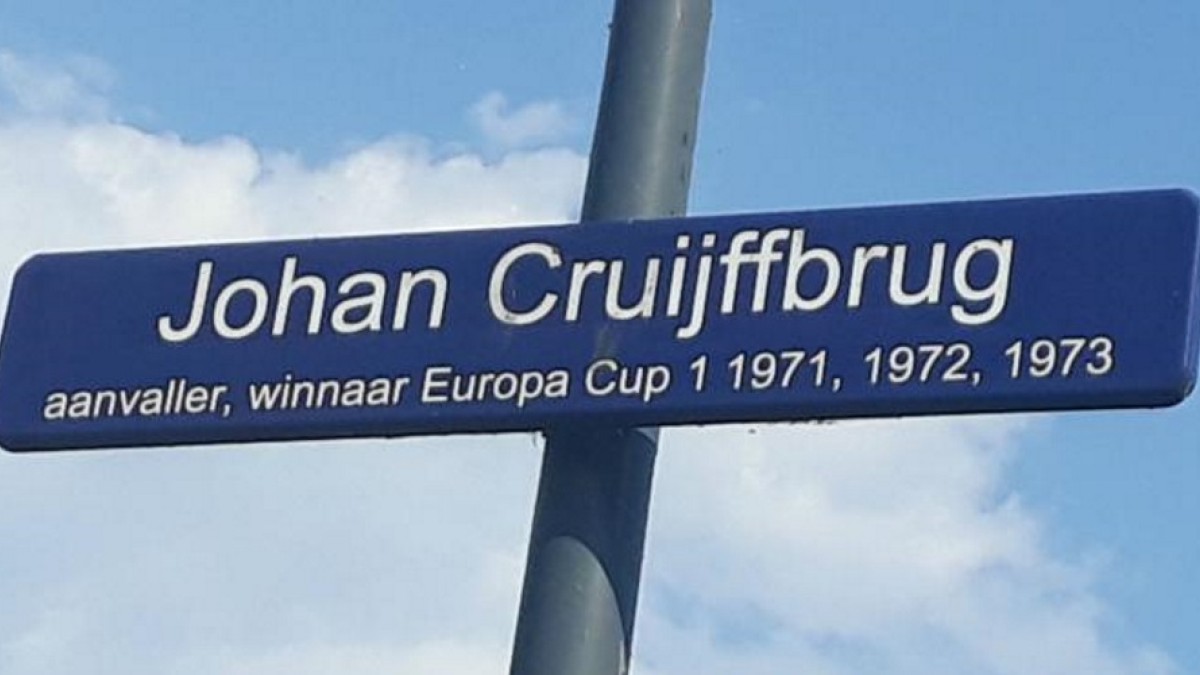 Johan Cruijffbrug
aanvaller, winnaar Europa Cup 1 1971, 1972, 1973